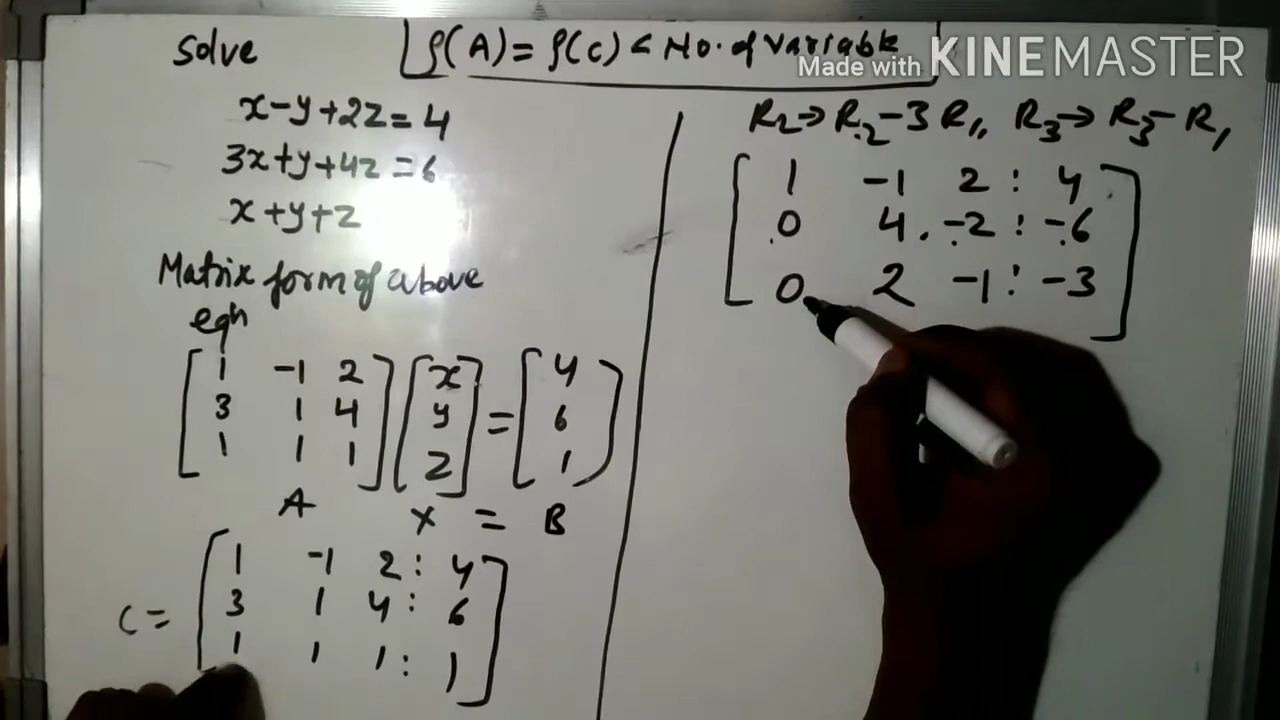 Solve
ρ(A) = ρ(C) < No. of variable
Made with KINEMASTER
x-y+2z=4
3x+y+4z=6
x+y+z
Matrix form of above
eqn
[1 -1 2] [x] = [4]
[3 1 4] [y] = [6]
[1 1 1] [z] = [1]
A X = B
C = [1 -1 2 : 4]
[3 1 4 : 6]
[1 1 1 : 1]
R2→R2-3R1, R3→R3-R1
[1 -1 2 : 4]
[0 4 -2 : -6]
[0 2 -1 : -3]